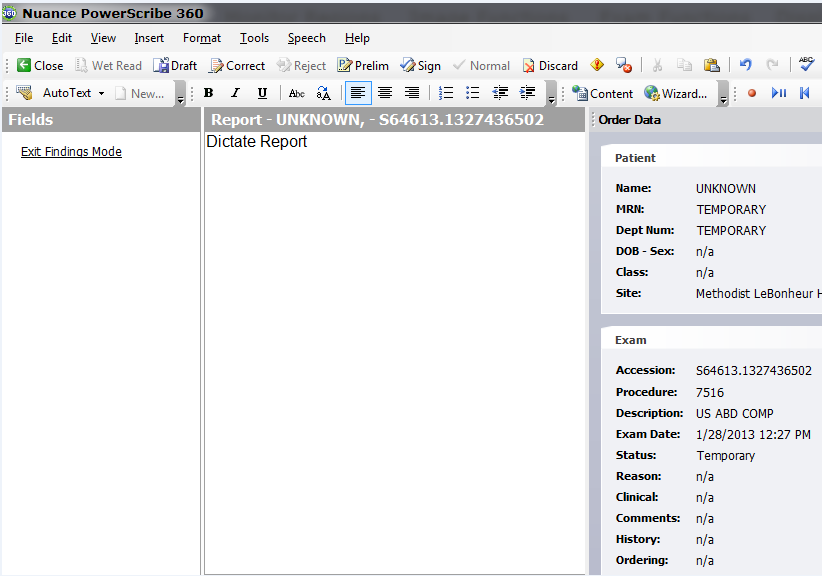 360 Nuance PowerScribe 360
File Edit View Insert Format Tools Speech Help
Close Wet Read Draft Correct Reject Prelim Sign Normal Discard ABC
AutoText New... B I U Abc Content Wizard...
Fields
Exit Findings Mode
Report - UNKNOWN, - S64613.1327436502
Dictate Report
Order Data
Patient
Name: UNKNOWN
MRN: TEMPORARY
Dept Num: TEMPORARY
DOB - Sex: n/a
Class: n/a
Site: Methodist LeBonheur H
Exam
Accession: S64613.1327436502
Procedure: 7516
Description: US ABD COMP
Exam Date: 1/28/2013 12:27 PM
Status: Temporary
Reason: n/a
Clinical: n/a
Comments: n/a
History: n/a
Ordering: n/a